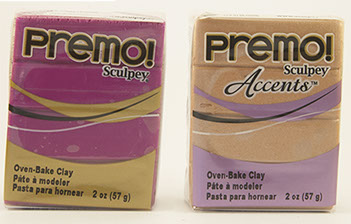 PREMO!
Sculpey
Oven-Bake Clay
Pâte à modeler
Pasta para hornear 2 oz (57 g)
PREMO!
Sculpey
Accents™
Oven-Bake Clay
Pâte à modeler
Pasta para hornear 2 oz (57 g)